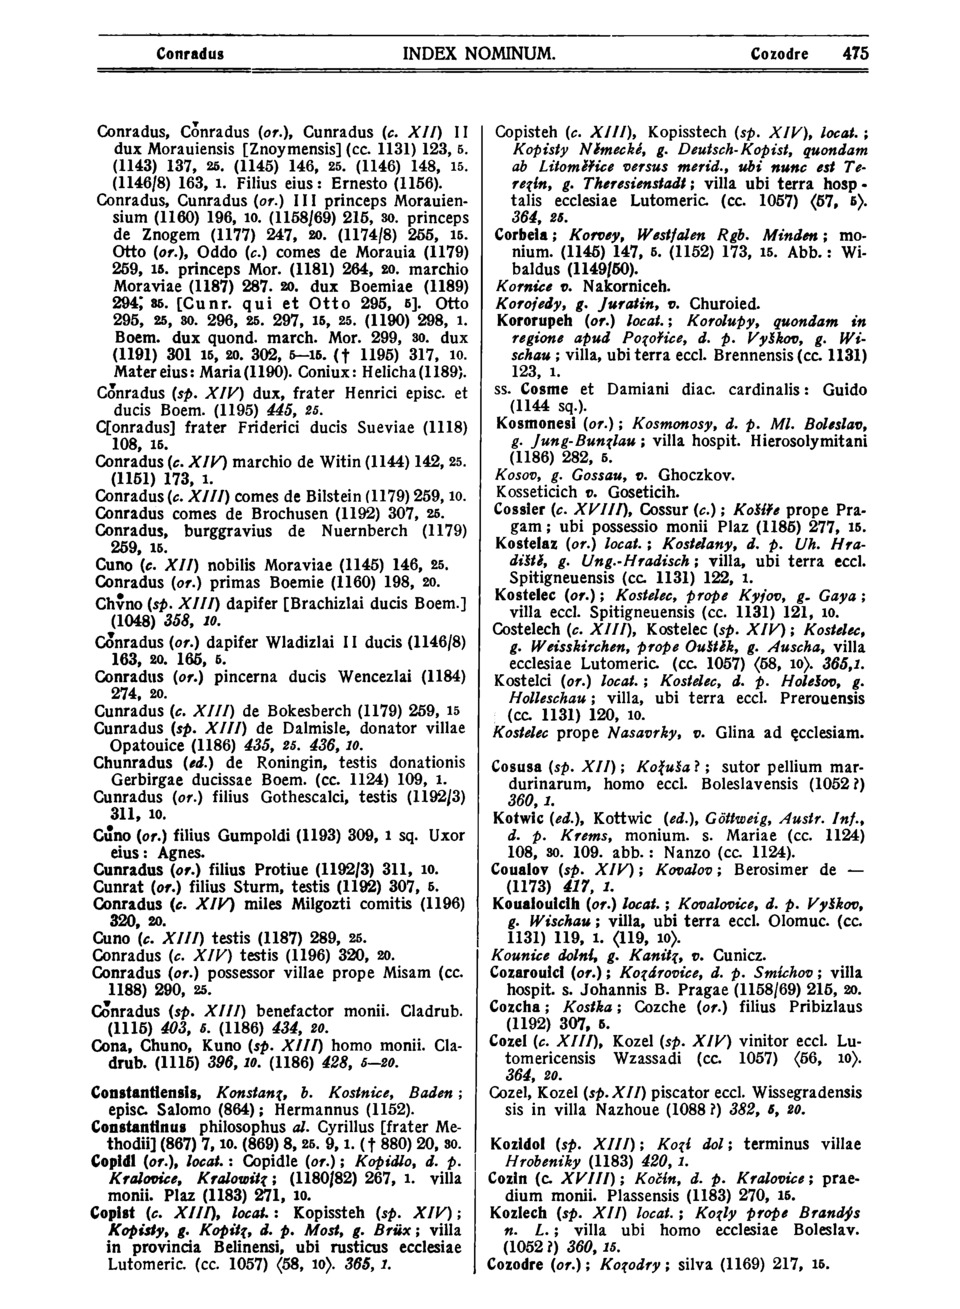 Conradus INDEX NOMINUM. Cozodre 475
Conradus, Cǒnradus (or.), Cunradus (c. XII) II
dux Morauiensis [Znoymensis] (cc. 1131) 123, 5.
(1143) 137, 25. (1145) 146, 25. (1146) 148, 15.
(1146/8) 163, 1. Filius eius: Ernesto (1156).
Conradus, Cunradus (or.) III princeps Morauien-
sium (1160) 196, 10. (1158/69) 215, 30. princeps
de Znogem (1177) 247, 20. (1174/8) 255, 15.
Otto (or.), Oddo (c.) comes de Morauia (1179)
259, 15. princeps Mor. (1181) 264, 20. marchio
Moraviae (1187) 287. 20. dux Boemiae (1189)
294, 35. [Cunr. qui et Otto 295, 5]. Otto
295, 25, 30. 296, 25. 297, 15, 25. (1190) 298, 1.
Boem. dux quond. march. Mor. 299, 30. dux
(1191) 301 15, 20. 302, 5—15. († 1195) 317, 10.
Mater eius: Maria (1190). Coniux: Helicha (1189).
Cǒnradus (sp. XIV) dux, frater Henrici episc. et
ducis Boem. (1195) 445, 25.
C[onradus] frater Friderici ducis Sueviae (1118)
108, 15.
Conradus (c. XIV) marchio de Witin (1144) 142, 25.
(1151) 173, 1.
Conradus (c. XIII) comes de Bilstein (1179) 259, 10.
Conradus comes de Brochusen (1192) 307, 25.
Conradus, burggravius de Nuernberch (1179)
259, 15.
Cuno (c. XII) nobilis Moraviae (1145) 146, 25.
Conradus (or.) primas Boemie (1160) 198, 20.
Chv̊no (sp. XIII) dapifer [Brachizlai ducis Boem.]
(1048) 358, 10.
Cǒnradus (or.) dapifer Wladizlai II ducis (1146/8)
163, 20. 165, 5.
Conradus (or.) pincerna ducis Wencezlai (1184)
274, 20.
Cunradus (c. XIII) de Bokesberch (1179) 259, 15
Cunradus (sp. XIII) de Dalmisle, donator villae
Opatouice (1186) 435, 25. 436, 10.
Chunradus (ed.) de Roningin, testis donationis
Gerbirgae ducissae Boem. (cc. 1124) 109, 1.
Cunradus (or.) filius Gothescalci, testis (1192/3)
311, 10.
Cůno (or.) filius Gumpoldi (1193) 309, 1 sq. Uxor
eius: Agnes.
Cunradus (or.) filius Protiue (1192/3) 311, 10.
Cunrat (or.) filius Sturm, testis (1192) 307, 5.
Conradus (c. XIV) miles Milgozti comitis (1196)
320, 20.
Cuno (c. XIII) testis (1187) 289, 25.
Conradus (c. XIV) testis (1196) 320, 20.
Conradus (or.) possessor villae prope Misam (cc.
1188) 290, 25.
Cǒnradus (sp. XIII) benefactor monii. Cladrub.
(1115) 403, 5. (1186) 434, 20.
Cona, Chuno, Kuno (sp. XIII) homo monii. Cla-
drub. (1115) 396, 10. (1186) 428, 5—20.
Constantiensis, Konstanz, b. Kostnice, Baden;
episc. Salomo (864); Hermannus (1152).
Constantinus philosophus al. Cyrillus [frater Me-
thodii] (867) 7, 10. (869) 8, 25. 9, 1. († 880) 20, 30.
Copidl (or.), locat.: Copidle (or.); Kopidlo, d. p.
Kralovice, Kralowitz; (1180/82) 267, 1. villa
monii. Plaz (1183) 271, 10.
Copist (c. XIII), locat.: Kopissteh (sp. XIV);
Kopisty, g. Kopitz, d. p. Most, g. Brüx; villa
in provincia Belinensi, ubi rusticus ecclesiae
Lutomeric. (cc. 1057) ⟨58, 10⟩. 365, 1.
Copisteh (c. XIII), Kopisstech (sp. XIV), locat.;
Kopisty Německé, g. Deutsch-Kopist, quondam
ab Litoměřice versus merid., ubi nunc est Te-
rezin, g. Theresienstadt; villa ubi terra hosp-
talis ecclesiae Lutomeric. (cc. 1057) ⟨57, 5⟩.
364, 25.
Corbeia; Korvey, Westfalen Rgb. Minden; mo-
nium. (1145) 147, 5. (1152) 173, 15. Abb.: Wi-
baldus (1149/50).
Kornice v. Nakorniceh.
Korojedy, g. Juratin, v. Churoied.
Kororupeh (or.) locat.; Korolupy, quondam in
regione apud Pozořice, d. p. Vyškov, g. Wi-
schau; villa, ubi terra eccl. Brennensis (cc. 1131)
123, 1.
ss. Cosme et Damiani diac. cardinalis: Guido
(1144 sq.).
Kosmonesi (or.); Kosmonosy, d. p. Ml. Boleslav,
g. Jung-Bunzlau; villa hospit. Hierosolymitani
(1186) 282, 5.
Kosov, g. Gossau, v. Ghoczkov.
Kosseticich v. Goseticih.
Cossier (c. XVIII), Cossur (c.); Košíře prope Pra-
gam; ubi possessio monii Plaz (1185) 277, 15.
Kostelaz (or.) locat.; Kostelany, d. p. Uh. Hra-
diště, g. Ung.-Hradisch; villa, ubi terra eccl.
Spitigneuensis (cc. 1131) 122, 1.
Kostelec (or.); Kostelec, prope Kyjov, g. Gaya;
villa eccl. Spitigneuensis (cc. 1131) 121, 10.
Costelech (c. XIII), Kostelec (sp. XIV); Kostelec,
g. Weisskirchen, prope Ouštěk, g. Auscha, villa
ecclesiae Lutomeric. (cc. 1057) ⟨58, 10⟩. 365, 1.
Kostelci (or.) locat.; Kostelec, d. p. Holešov, g.
Holleschau; villa, ubi terra eccl. Prerouensis
(cc. 1131) 120, 10.
Kostelec prope Nasavrky, v. Glina ad ęcclesiam.
Cosusa (sp. XII); Kožuša?; sutor pellium mar-
durinarum, homo eccl. Boleslavensis (1052?)
360, 1.
Kotwic (ed.), Kottwic (ed.), Göttweig, Austr. Inf.,
d. p. Krems, monium. s. Mariae (cc. 1124)
108, 30. 109. abb.: Nanzo (cc. 1124).
Coualov (sp. XIV); Kovalov; Berosimer de —
(1173) 417, 1.
Koualouicih (or.) locat.; Kovalovice, d. p. Vyškov,
g. Wischau; villa, ubi terra eccl. Olomuc. (cc.
1131) 119, 1. ⟨119, 10⟩.
Kounice dolní, g. Kanitz, v. Cunicz.
Cozarouici (or.); Kozárovice, d. p. Smíchov; villa
hospit. s. Johannis B. Pragae (1158/69) 215, 20.
Cozcha; Kostka; Cozche (or.) filius Pribizlaus
(1192) 307, 5.
Cozel (c. XIII), Kozel (sp. XIV) vinitor eccl. Lu-
tomericensis Wzassadi (cc. 1057) ⟨56, 10⟩.
364, 20.
Cozel, Kozel (sp. XII) piscator eccl. Wissegradensis
sis in villa Nazhoue (1088?) 382, 5, 20.
Kozidol (sp. XIII); Kozí dol; terminus villae
Hrobeniky (1183) 420, 1.
Cozin (c. XVIII); Kočín, d. p. Kralovice; prae-
dium monii. Plassensis (1183) 270, 15.
Kozlech (sp. XII) locat.; Kozly prope Brandýs
n. L.; villa ubi homo ecclesiae Boleslav.
(1052?) 360, 15.
Cozodre (or.); Kozodry; silva (1169) 217, 15.